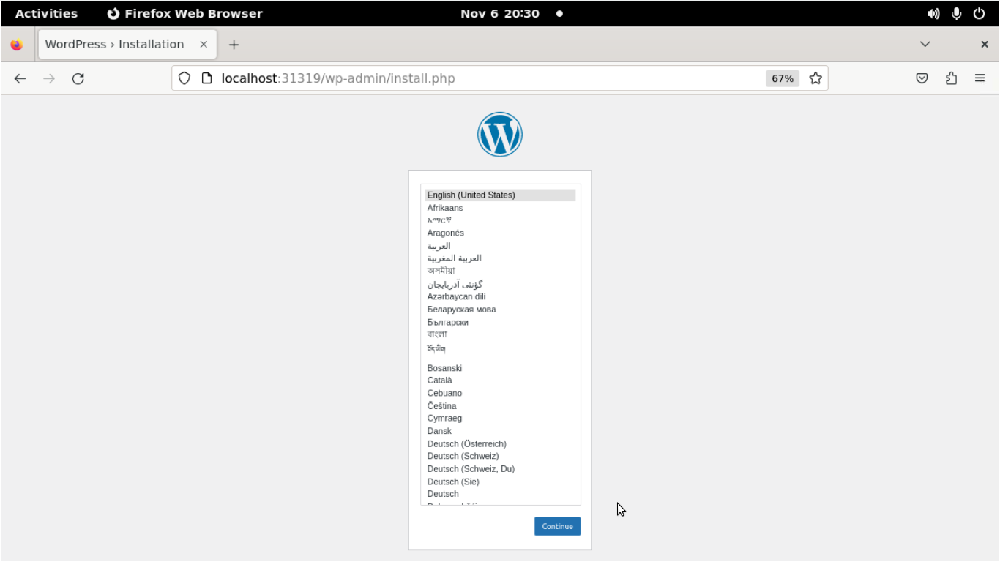 Activities Firefox Web Browser Nov 6 20:30
WordPress › Installation
localhost:31319/wp-admin/install.php 67%
English (United States)
Afrikaans
አማርኛ
Aragonés
العربية
العربية المغربية
অসমীয়া
گؤنئی آذربایجان
Azərbaycan dili
Беларуская мова
Български
বাংলা
བོད་ཡིག
Bosanski
Català
Cebuano
Čeština
Cymraeg
Dansk
Deutsch (Österreich)
Deutsch (Schweiz)
Deutsch (Schweiz, Du)
Deutsch (Sie)
Deutsch
Continue